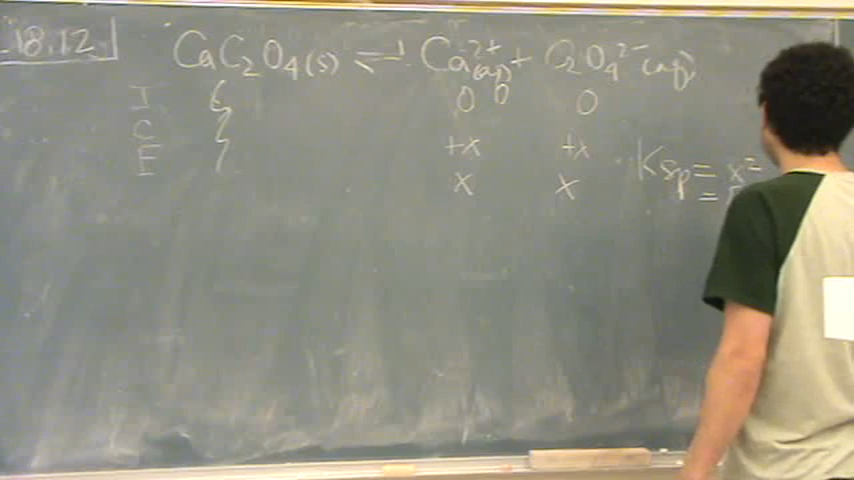 18.12
CaC2O4(s) ⇌ Ca2+(aq) + C2O42-(aq)
I 0 0 0
C +x +x
E x x
Ksp = x2
=